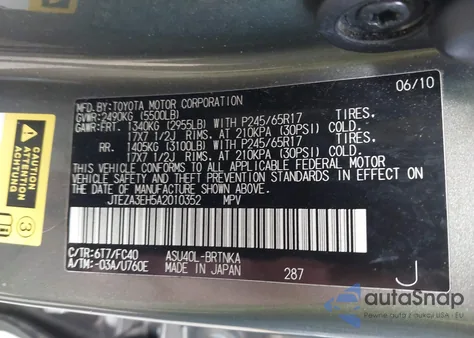 MFD.BY:TOYOTA MOTOR CORPORATION 06/10
GVWR:2490KG (5500LB)
GAWR:FRT. 1340KG (2955LB) WITH P245/65R17 TIRES.
17X7 1/2J RIMS. AT 210KPA (30PSI) COLD.
RR. 1405KG (3100LB) WITH P245/65R17 TIRES.
17X7 1/2J RIMS. AT 210KPA (30PSI) COLD.
THIS VEHICLE CONFORMS TO ALL APPLICABLE FEDERAL MOTOR
VEHICLE SAFETY AND THEFT PREVENTION STANDARDS IN EFFECT
ON THE DATE OF MANUFACTURE SHOWN ABOVE.
JTEZA3EH5A2010352 MPV
C/TR:6T7/FC40 ASU40L-BRTNKA
A/TM:-03A/U760E MADE IN JAPAN 287 J
CAUTION
ATTENTION
ACHTUNG
3
autoSnap